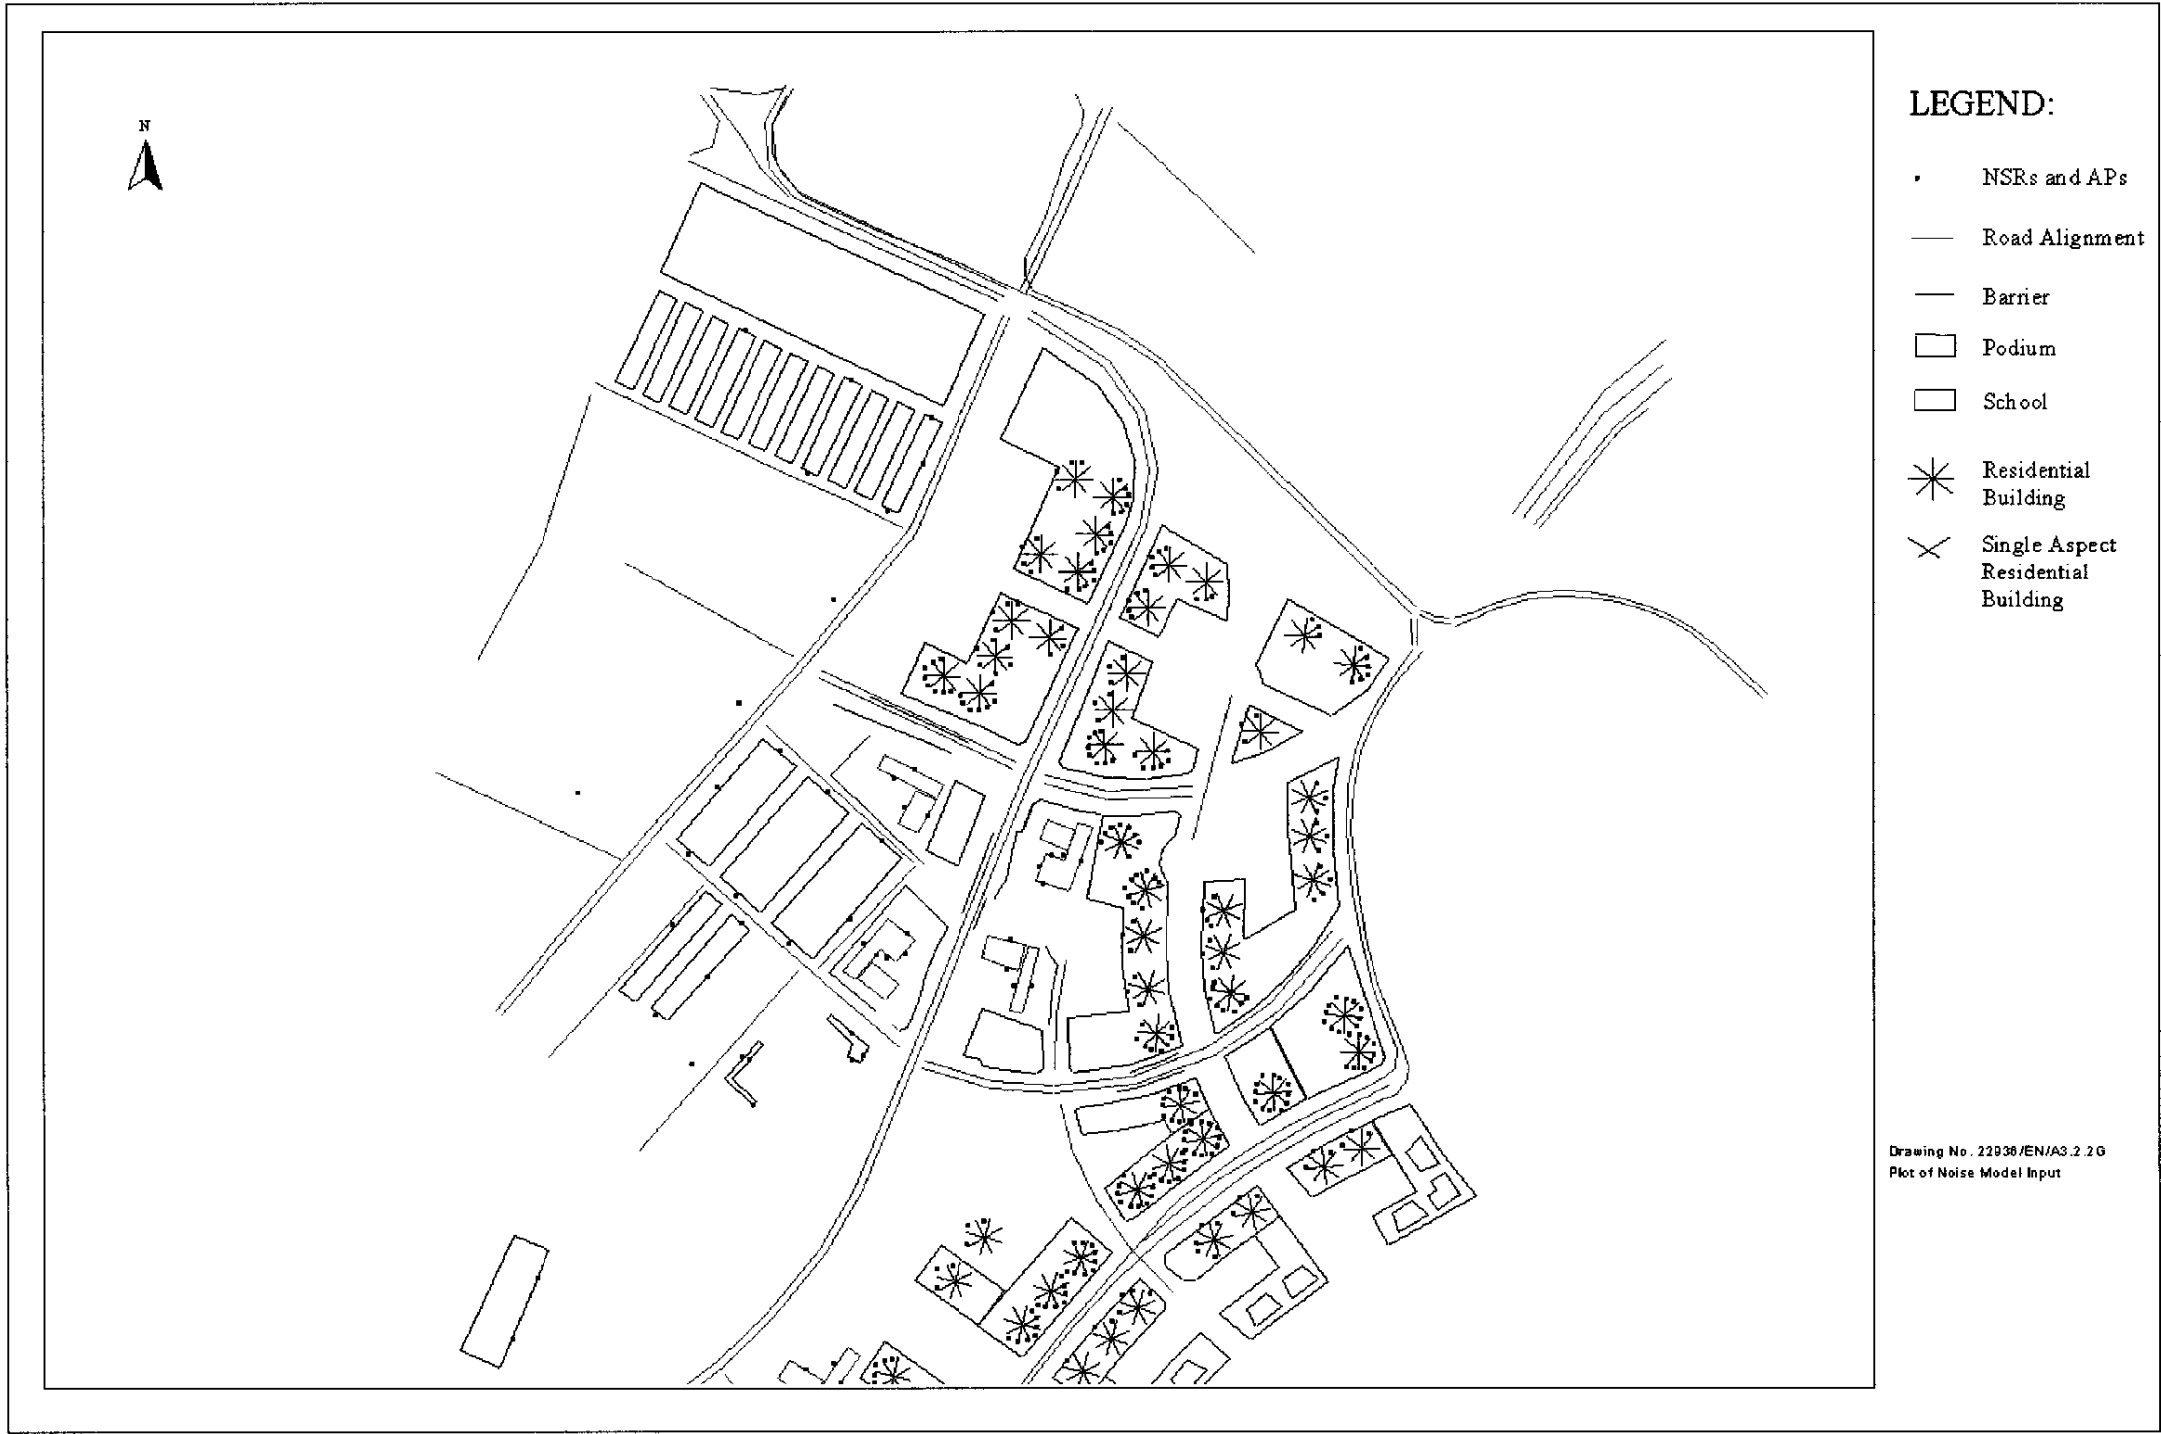 N
LEGEND:
NSRs and APs
Road Alignment
Barrier
Podium
School
Residential
Building
Single Aspect
Residential
Building
Drawing No. 22936/EN/A3.2.2G
Plot of Noise Model Input